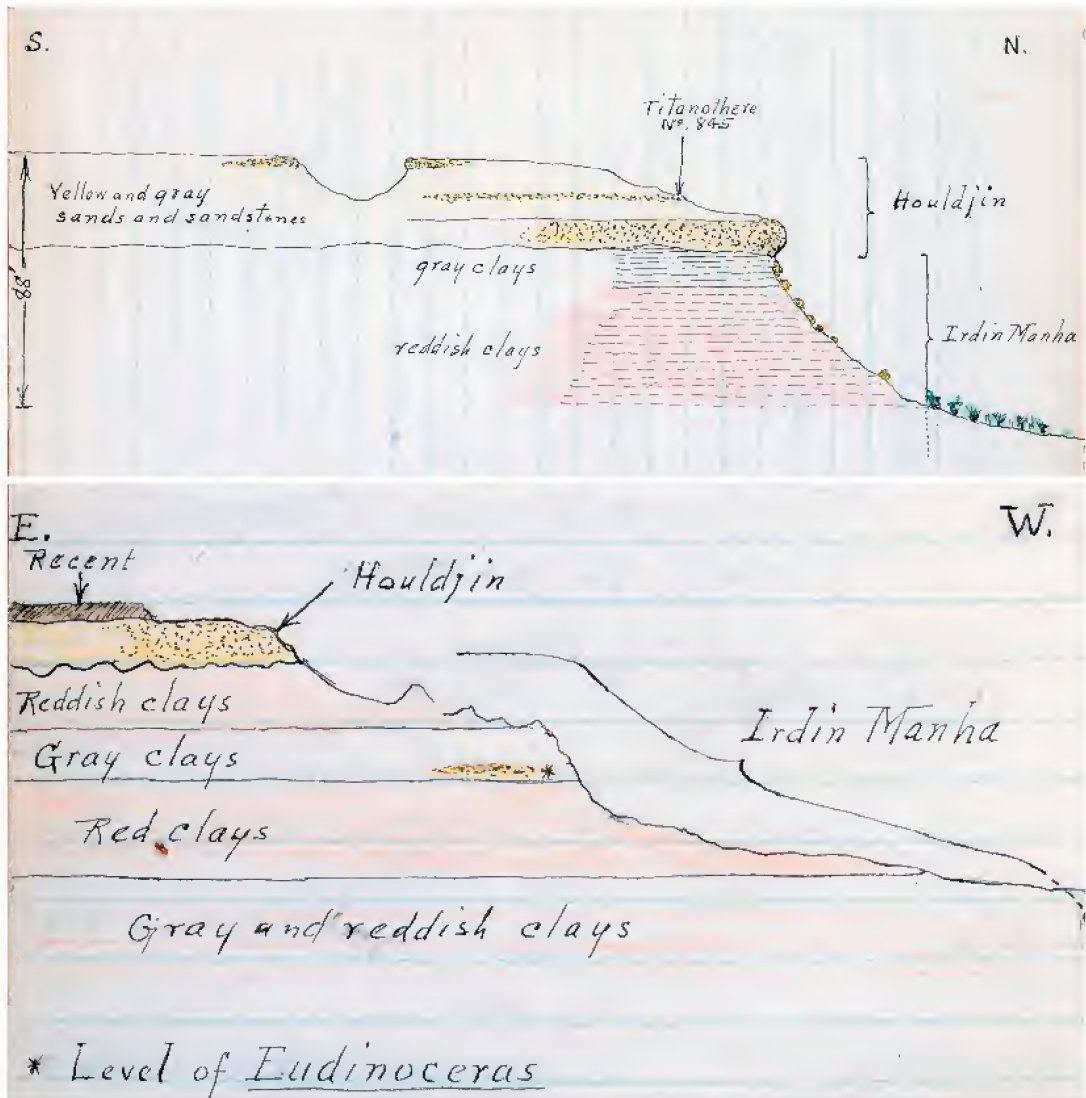 S.
N.
Titanothere
No. 845
Yellow and gray
sands and sandstones
Houldjin
88'
gray clays
reddish clays
Irdin Manha
E.
W.
Recent
Houldjin
Reddish clays
Irdin Manha
Gray clays
*
Red clays
Gray and reddish clays
* Level of Eudinoceras